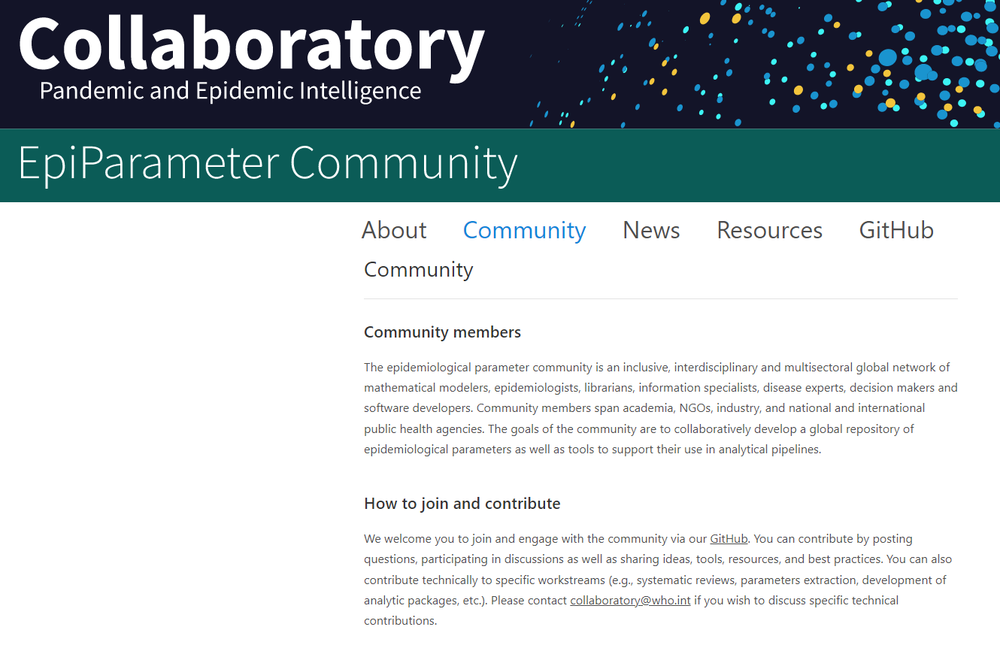 Collaboratory
Pandemic and Epidemic Intelligence
EpiParameter Community
About Community News Resources GitHub
Community
Community members
The epidemiological parameter community is an inclusive, interdisciplinary and multisectoral global network of
mathematical modelers, epidemiologists, librarians, information specialists, disease experts, decision makers and
software developers. Community members span academia, NGOs, industry, and national and international
public health agencies. The goals of the community are to collaboratively develop a global repository of
epidemiological parameters as well as tools to support their use in analytical pipelines.
How to join and contribute
We welcome you to join and engage with the community via our GitHub. You can contribute by posting
questions, participating in discussions as well as sharing ideas, tools, resources, and best practices. You can also
contribute technically to specific workstreams (e.g., systematic reviews, parameters extraction, development of
analytic packages, etc.). Please contact collaboratory@who.int if you wish to discuss specific technical
contributions.